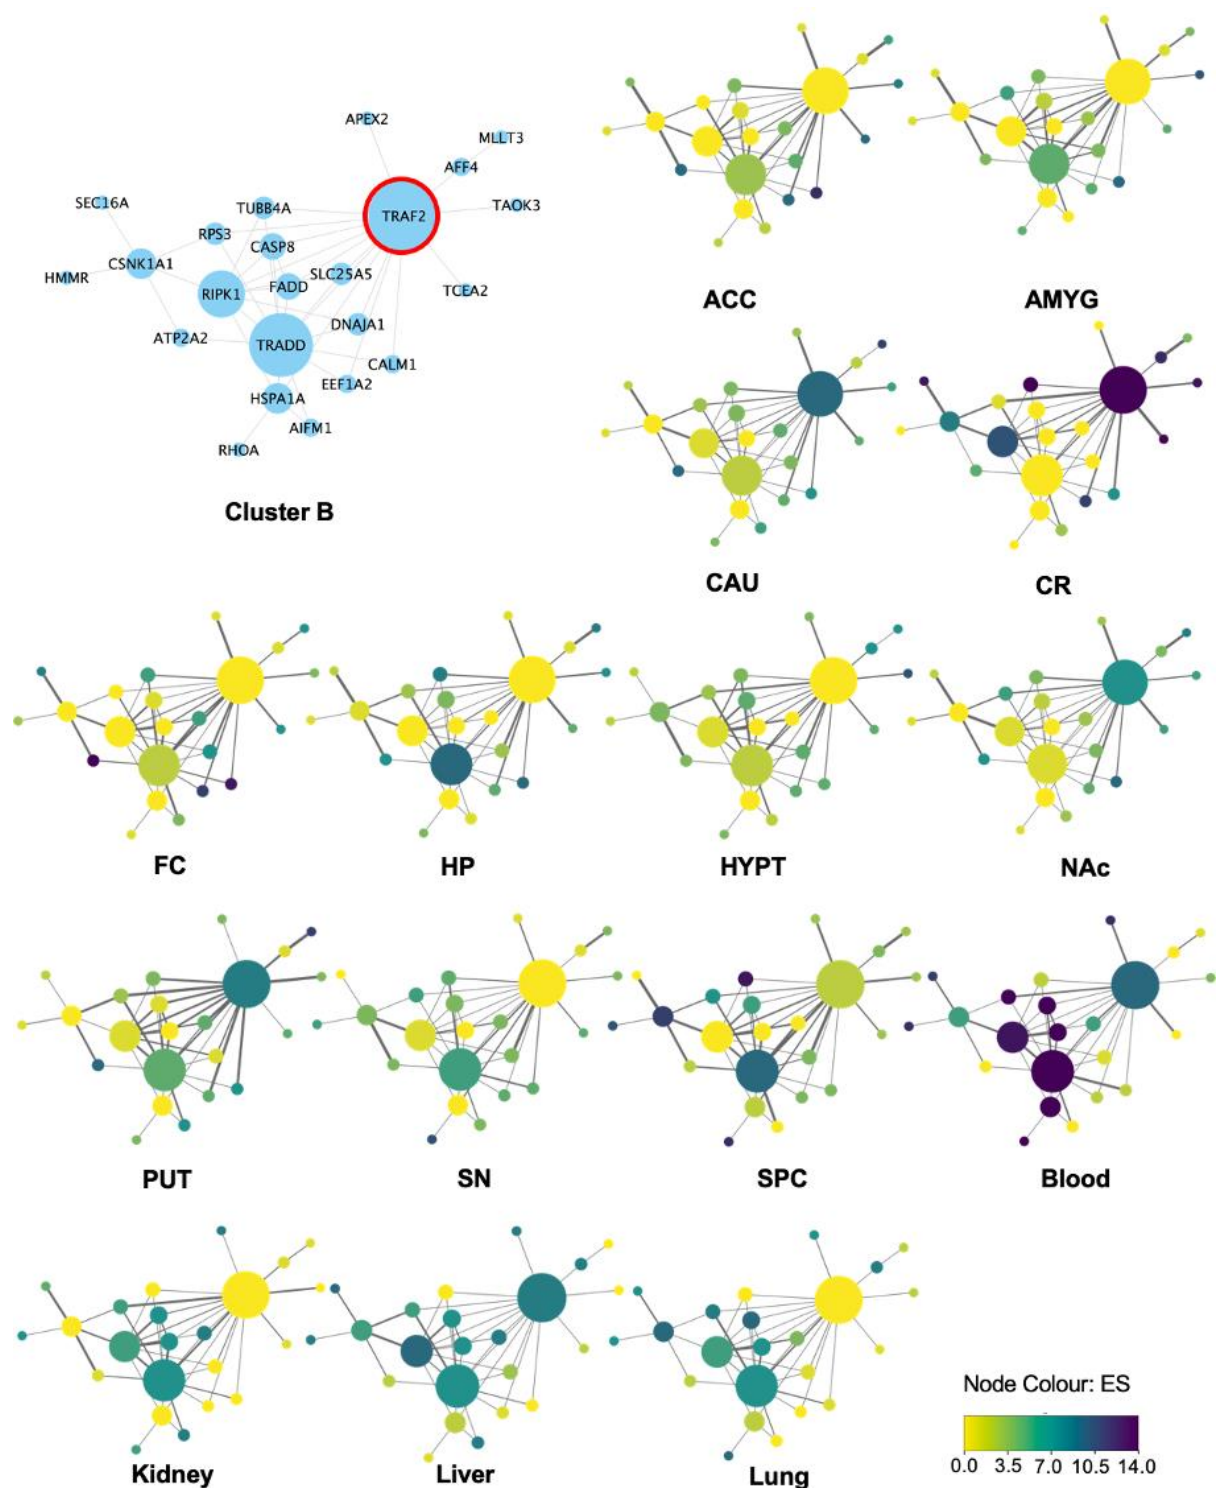 APEX2
MLLT3
AFF4
SEC16A
TUBB4A
TRAF2
TAOK3
RPS3
CASP8
CSNK1A1
SLC25A5
HMMR
RIPK1
FADD
TCEA2
DNAJA1
ATP2A2
TRADD
CALM1
EEF1A2
HSPA1A
AIFM1
RHOA
Cluster B
ACC
AMYG
CAU
CR
FC
HP
HYPT
NAc
PUT
SN
SPC
Blood
Kidney
Liver
Lung
Node Colour: ES
0.0 3.5 7.0 10.5 14.0